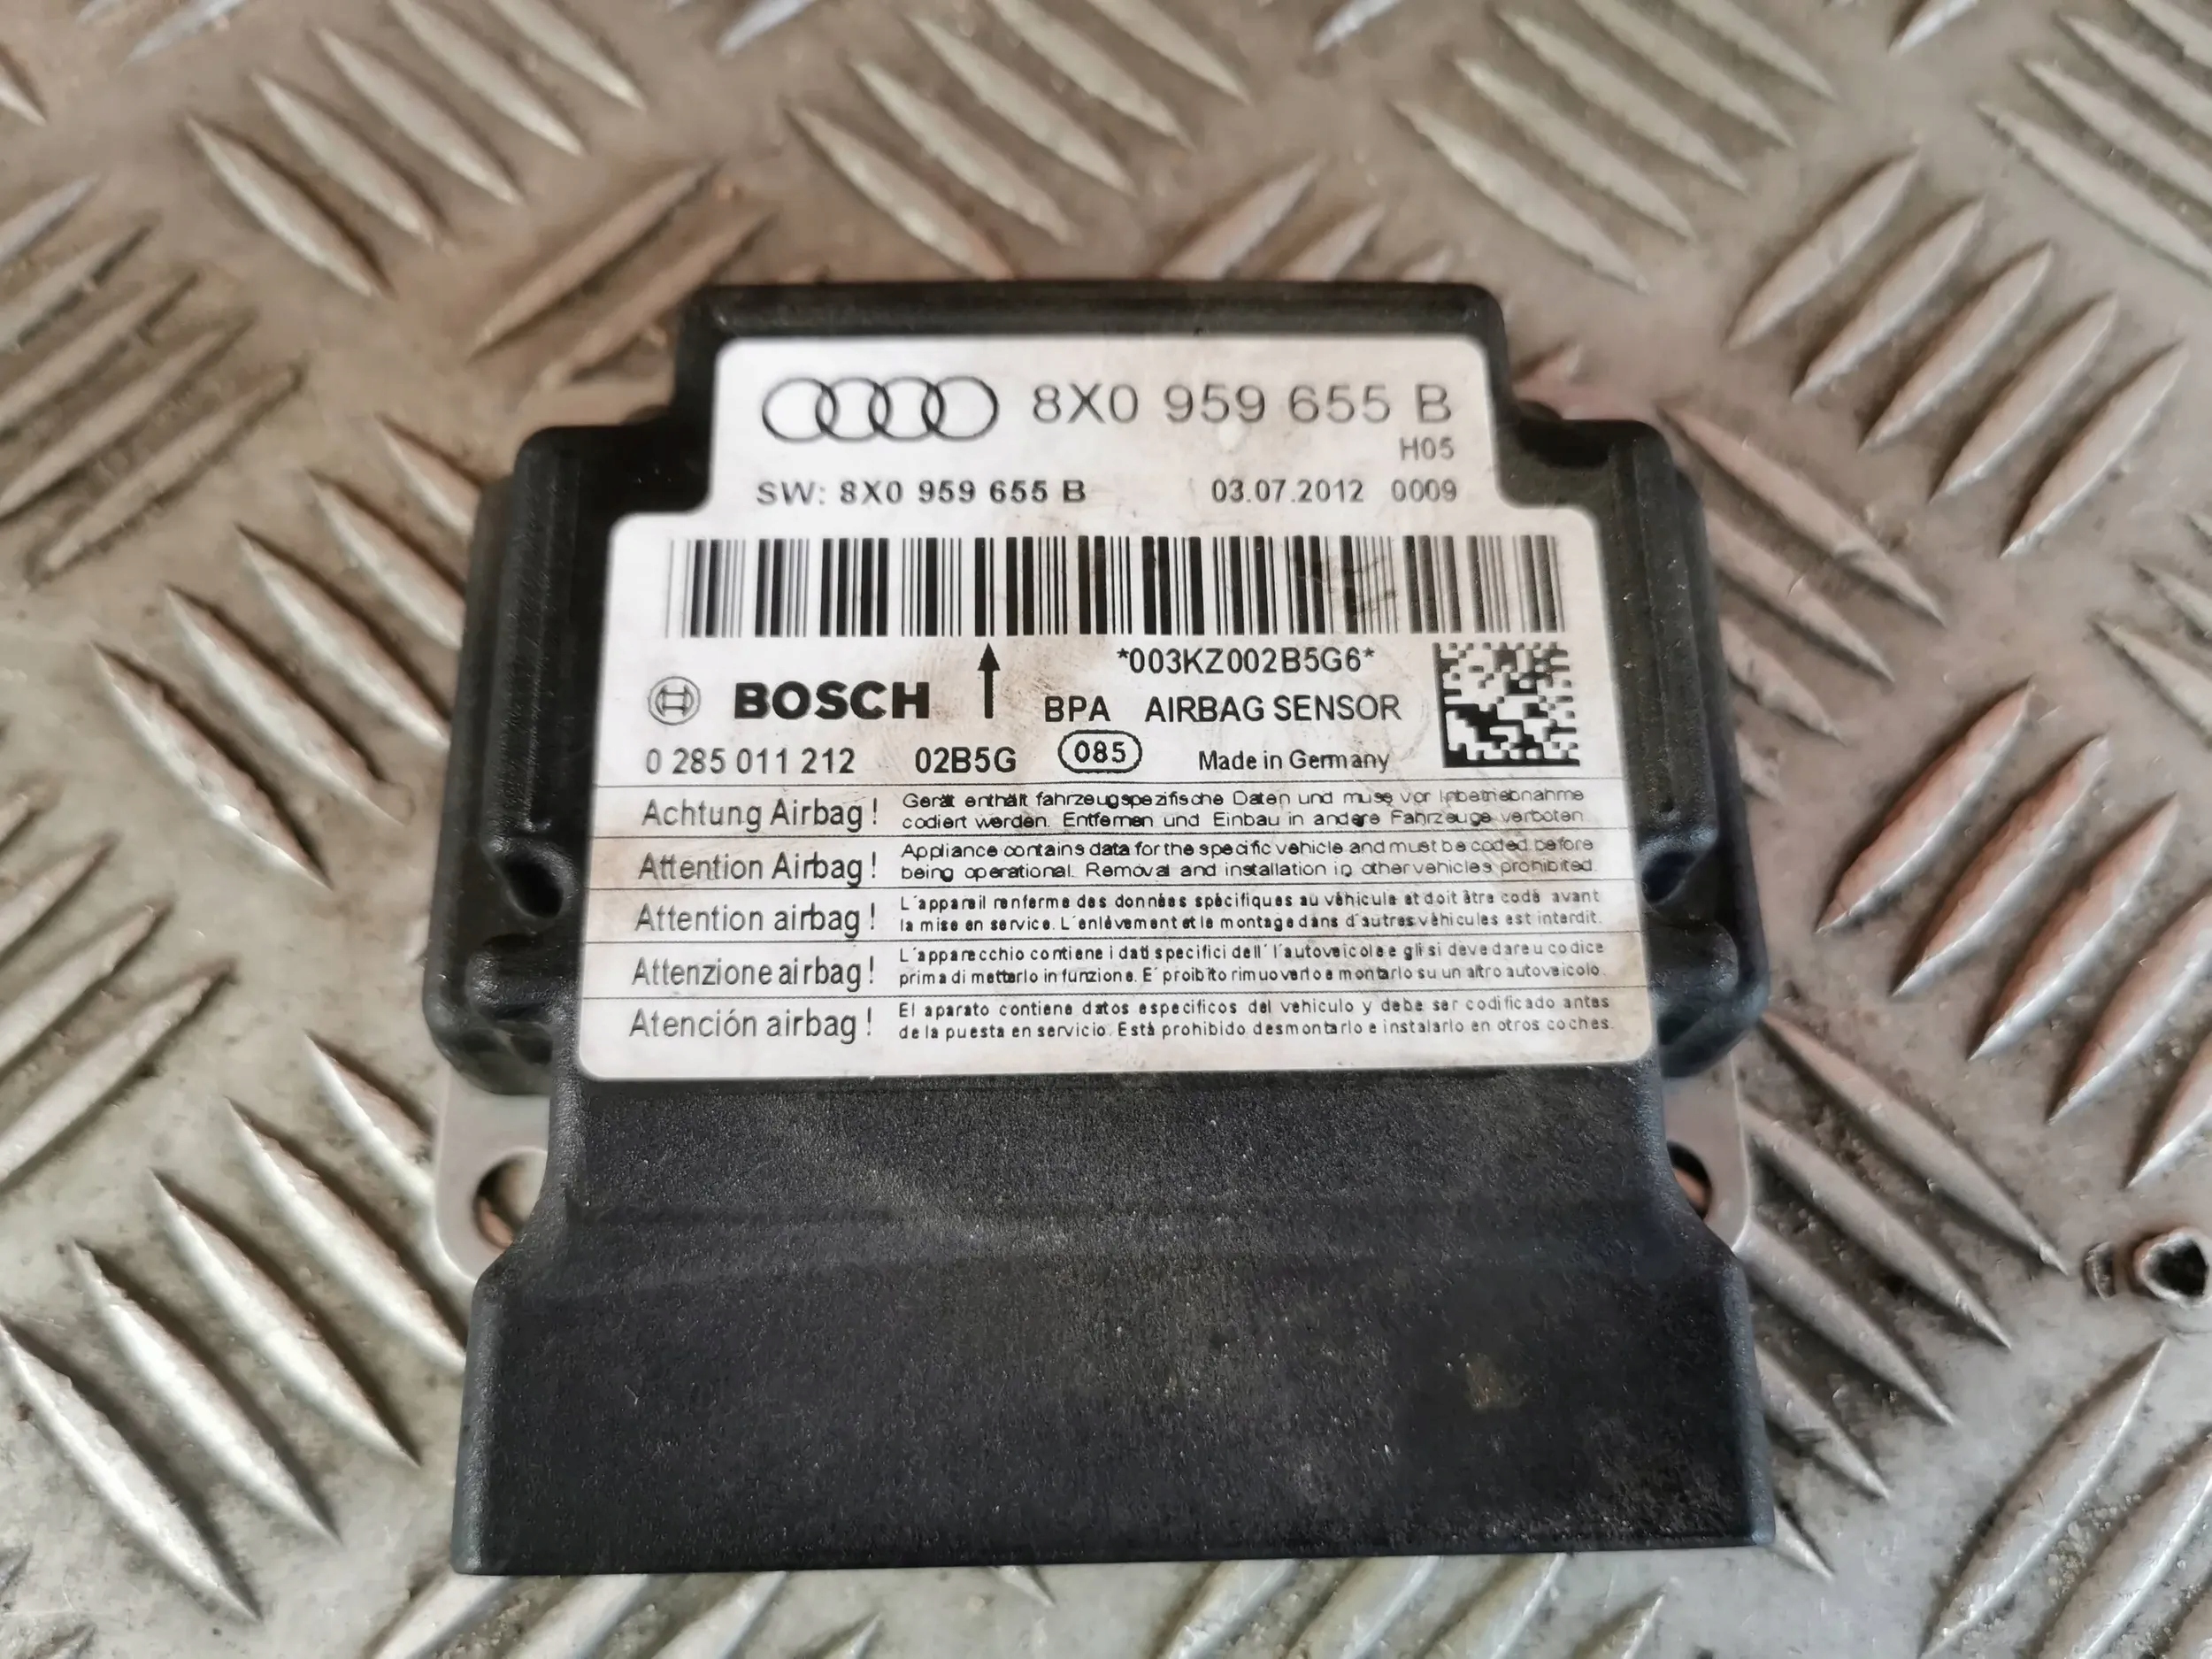 8X0 959 655 B
H05
SW: 8X0 959 655 B 03.07.2012 0009
*003KZ002B5G6*
BOSCH BPA AIRBAG SENSOR
0 285 011 212 02B5G 085 Made in Germany
Achtung Airbag! Gerät enthält fahrzeugspezifische Daten und muss vor Inbetriebnahme
codiert werden. Entfernen und Einbau in andere Fahrzeuge verboten
Attention Airbag! Appliance contains data for the specific vehicle and must be coded before
being operational. Removal and installation in other vehicles prohibited.
Attention airbag! L'appareil renferme des données spécifiques au véhicule et doit être codé avant
la mise en service. L'enlèvement et le montage dans d'autres véhicules est interdit.
Attenzione airbag! L'apparecchio contiene i dati specifici dell' l'autoveicolo e gli si deve dare u codice
prima di metterlo in funzione. E' proibito rimuoverlo e montarlo su un altro autoveicolo.
Atención airbag! El aparato contiene datos especificos del vehiculo y debe ser codificado antes
de la puesta en servicio. Está prohibido desmontarlo e instalarlo en otros coches.